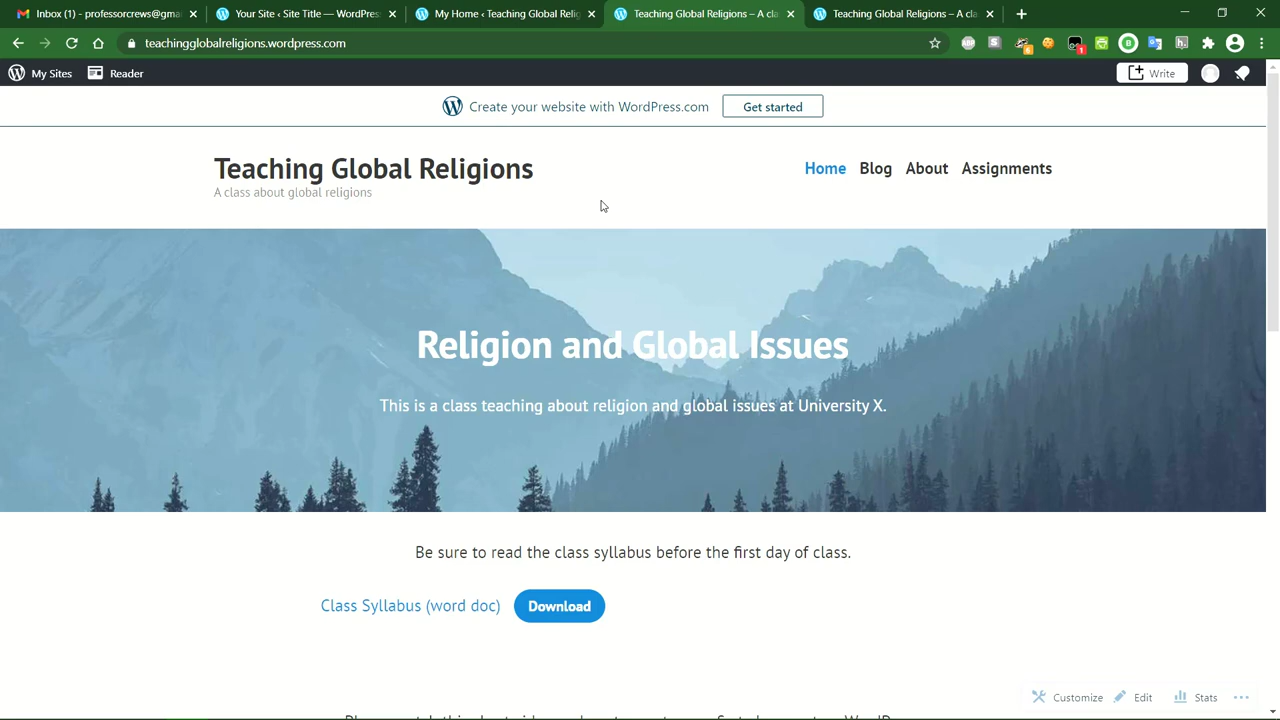 Inbox (1) - professorcrews@gma
Your Site ‹ Site Title — WordPres
My Home ‹ Teaching Global Relig
Teaching Global Religions – A cla
Teaching Global Religions – A cla
teachingglobalreligions.wordpress.com
My Sites
Reader
Write
Create your website with WordPress.com
Get started
Teaching Global Religions
A class about global religions
Home Blog About Assignments
Religion and Global Issues
This is a class teaching about religion and global issues at University X.
Be sure to read the class syllabus before the first day of class.
Class Syllabus (word doc)
Download
Customize
Edit
Stats